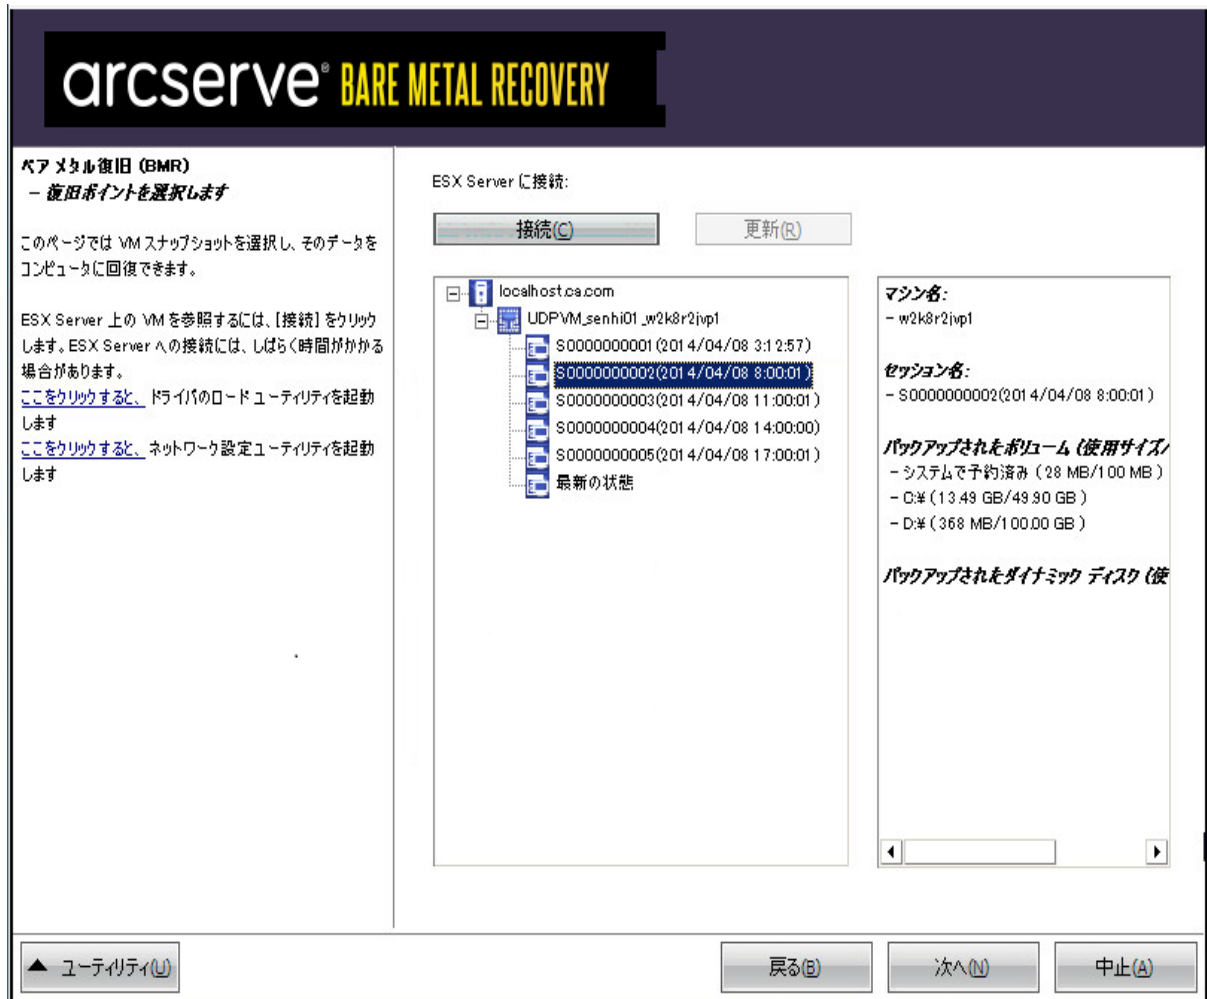 arcserve® BARE METAL RECOVERY
ベア メタル復旧 (BMR)
– 復旧ポイントを選択します
このページでは VM スナップショットを選択し、そのデータを
コンピュータに回復できます。
ESX Server 上の VM を参照するには、[接続] をクリック
します。ESX Server への接続には、しばらく時間がかかる
場合があります。
ここをクリックすると、ドライバのロード ユーティリティを起動
します
ここをクリックすると、ネットワーク設定ユーティリティを起動
します
ESX Server に接続:
接続(C)
更新(R)
localhost.ca.com
UDPVM_senhi01_w2k8r2jvp1
S0000000001(2014/04/08 3:12:57)
S0000000002(2014/04/08 8:00:01)
S0000000003(2014/04/08 11:00:01)
S0000000004(2014/04/08 14:00:00)
S0000000005(2014/04/08 17:00:01)
最新の状態
マシン名:
– w2k8r2jvp1
セッション名:
– S0000000002(2014/04/08 8:00:01)
バックアップされたボリューム (使用サイズ/
– システムで予約済み ( 28 MB/100 MB )
– C:¥ ( 13.49 GB/49.90 GB )
– D:¥ ( 368 MB/100.00 GB )
バックアップされたダイナミック ディスク (使
▲ ユーティリティ(U)
戻る(B)
次へ(N)
中止(A)